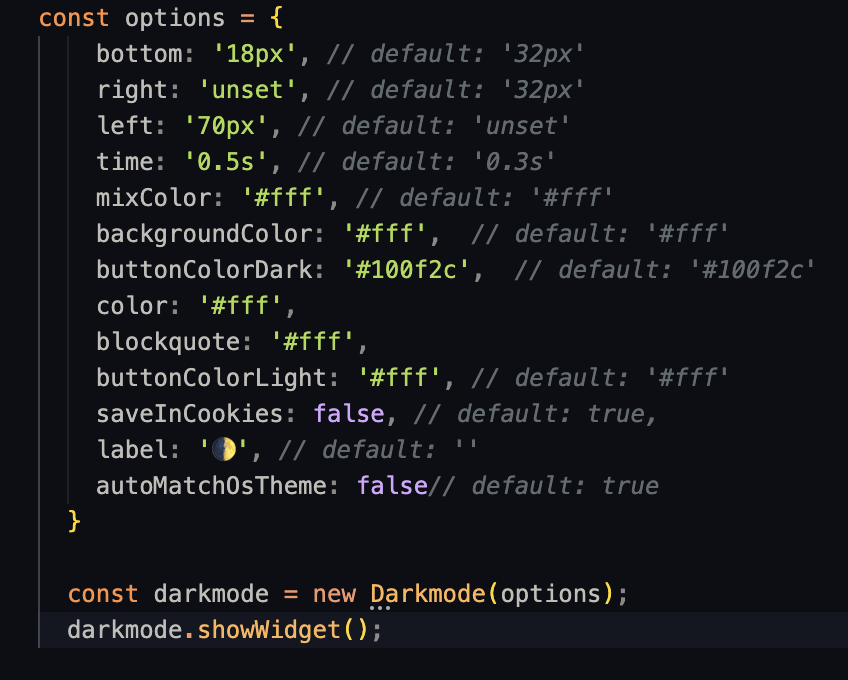 const options = {
bottom: '18px', // default: '32px'
right: 'unset', // default: '32px'
left: '70px', // default: 'unset'
time: '0.5s', // default: '0.3s'
mixColor: '#fff', // default: '#fff'
backgroundColor: '#fff',  // default: '#fff'
buttonColorDark: '#100f2c',  // default: '#100f2c'
color: '#fff',
blockquote: '#fff',
buttonColorLight: '#fff', // default: '#fff'
saveInCookies: false, // default: true,
label: '🌓', // default: ''
autoMatchOsTheme: false// default: true
}
const darkmode = new Darkmode(options);
darkmode.showWidget();